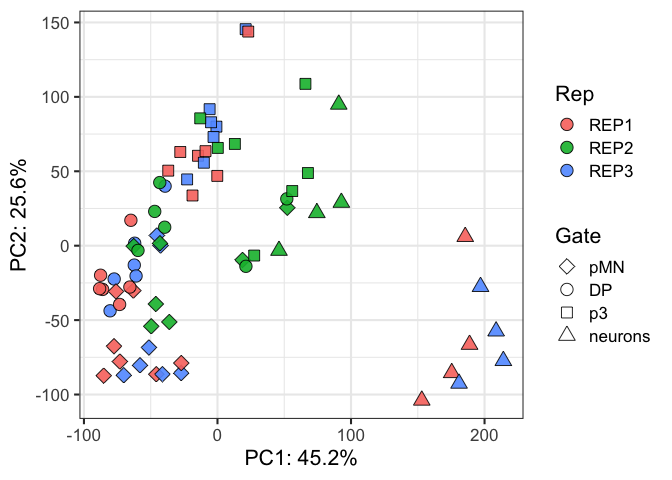 150
100
50
0
-50
-100
-100
0
100
200
PC1: 45.2%
PC2: 25.6%
Rep
REP1
REP2
REP3
Gate
pMN
DP
p3
neurons